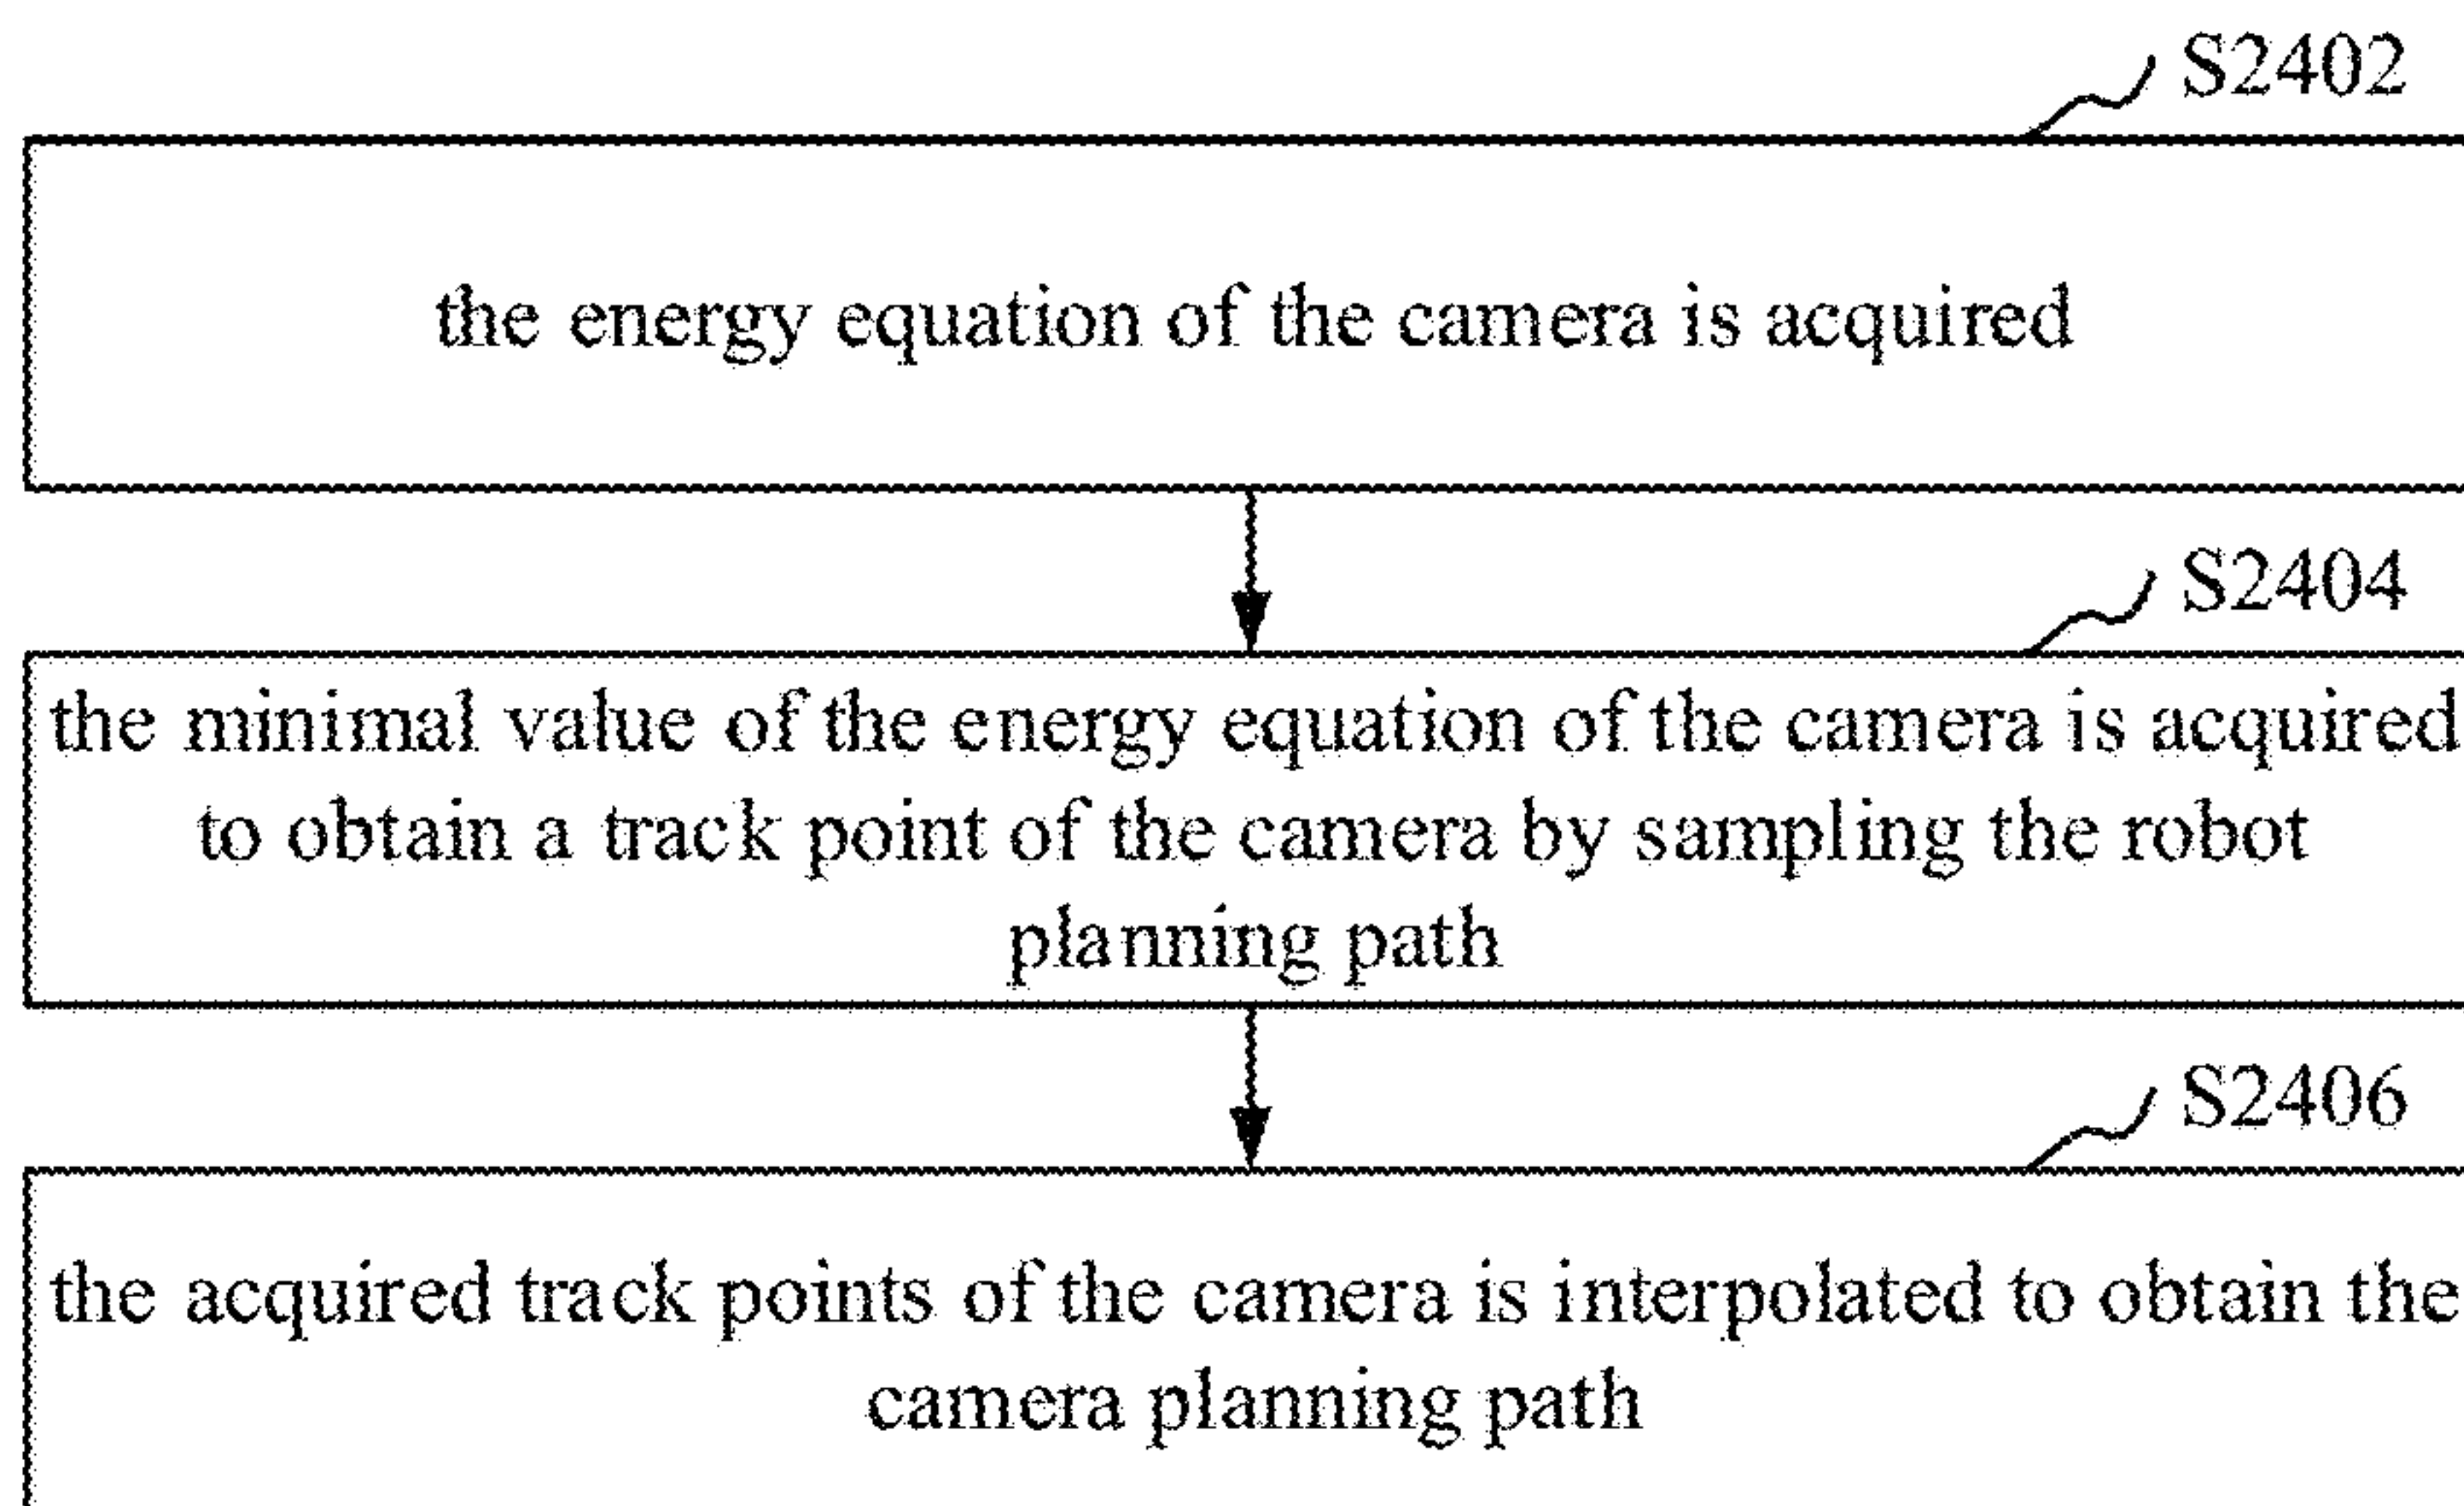 S2402
the energy equation of the camera is acquired
S2404
the minimal value of the energy equation of the camera is acquired
to obtain a track point of the camera by sampling the robot
planning path
S2406
the acquired track points of the camera is interpolated to obtain the
camera planning path